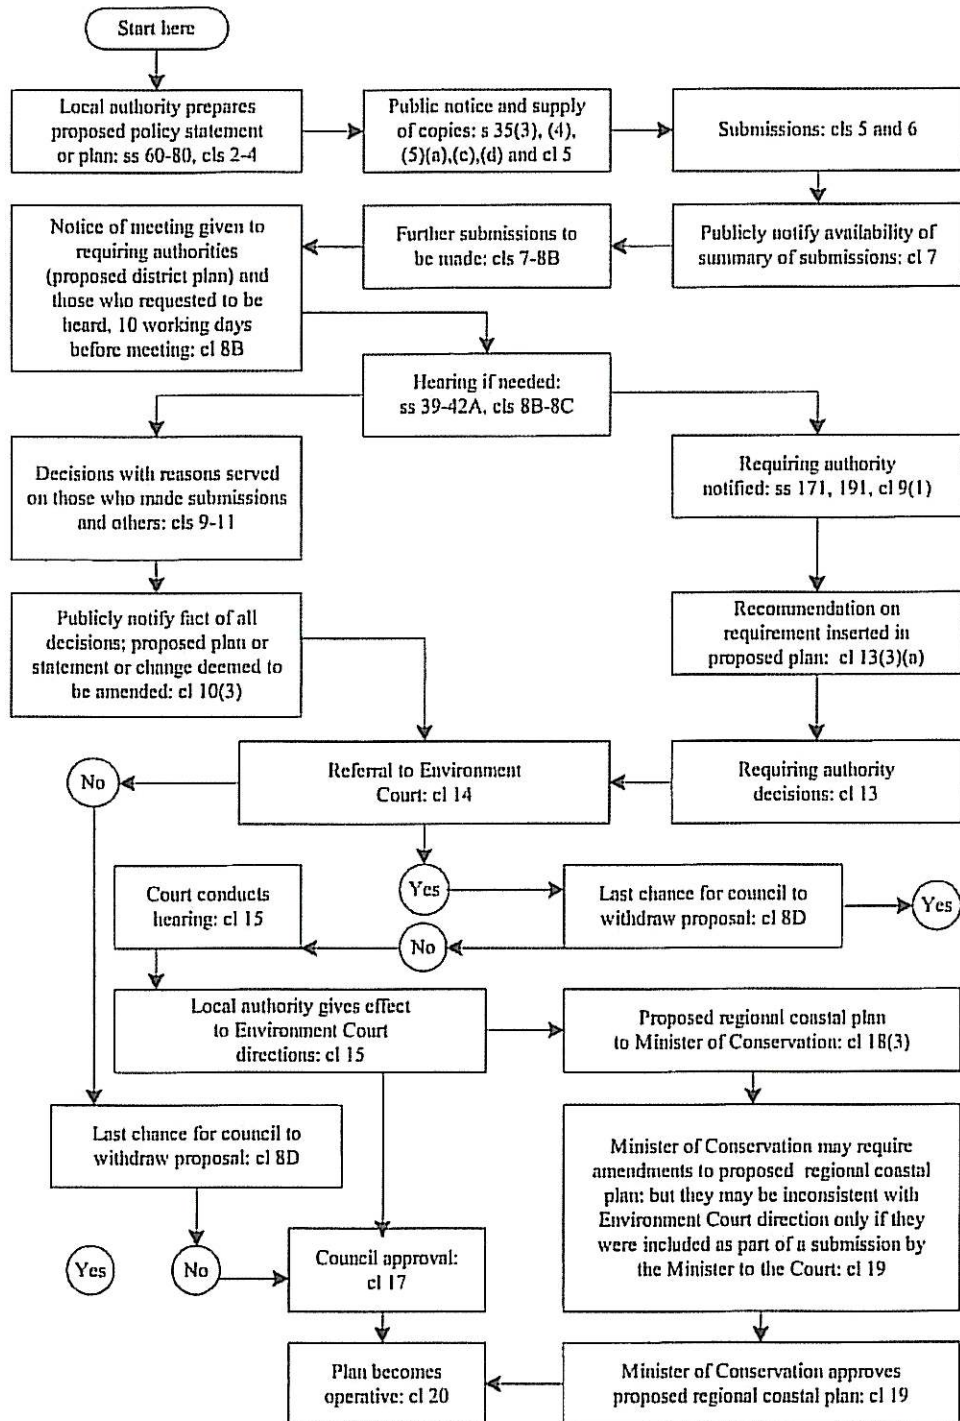 Start here
Local authority prepares
proposed policy statement
or plan: ss 60-80, cls 2-4
Public notice and supply
of copies: s 35(3), (4),
(5)(a),(c),(d) and cl 5
Submissions: cls 5 and 6
Publicly notify availability of
summary of submissions: cl 7
Further submissions to
be made: cls 7-8B
Notice of meeting given to
requiring authorities
(proposed district plan) and
those who requested to be
heard, 10 working days
before meeting: cl 8B
Hearing if needed:
ss 39-42A, cls 8B-8C
Decisions with reasons served
on those who made submissions
and others: cls 9-11
Requiring authority
notified: ss 171, 191, cl 9(1)
Publicly notify fact of all
decisions; proposed plan or
statement or change deemed to
be amended: cl 10(3)
Recommendation on
requirement inserted in
proposed plan: cl 13(3)(a)
Requiring authority
decisions: cl 13
Referral to Environment
Court: cl 14
No
Yes
Last chance for council to
withdraw proposal: cl 8D
Yes
No
Court conducts
hearing: cl 15
Local authority gives effect
to Environment Court
directions: cl 15
Proposed regional coastal plan
to Minister of Conservation: cl 18(3)
Last chance for council to
withdraw proposal: cl 8D
Minister of Conservation may require
amendments to proposed regional coastal
plan: but they may be inconsistent with
Environment Court direction only if they
were included as part of a submission by
the Minister to the Court: cl 19
Yes
No
Council approval:
cl 17
Plan becomes
operative: cl 20
Minister of Conservation approves
proposed regional coastal plan: cl 19